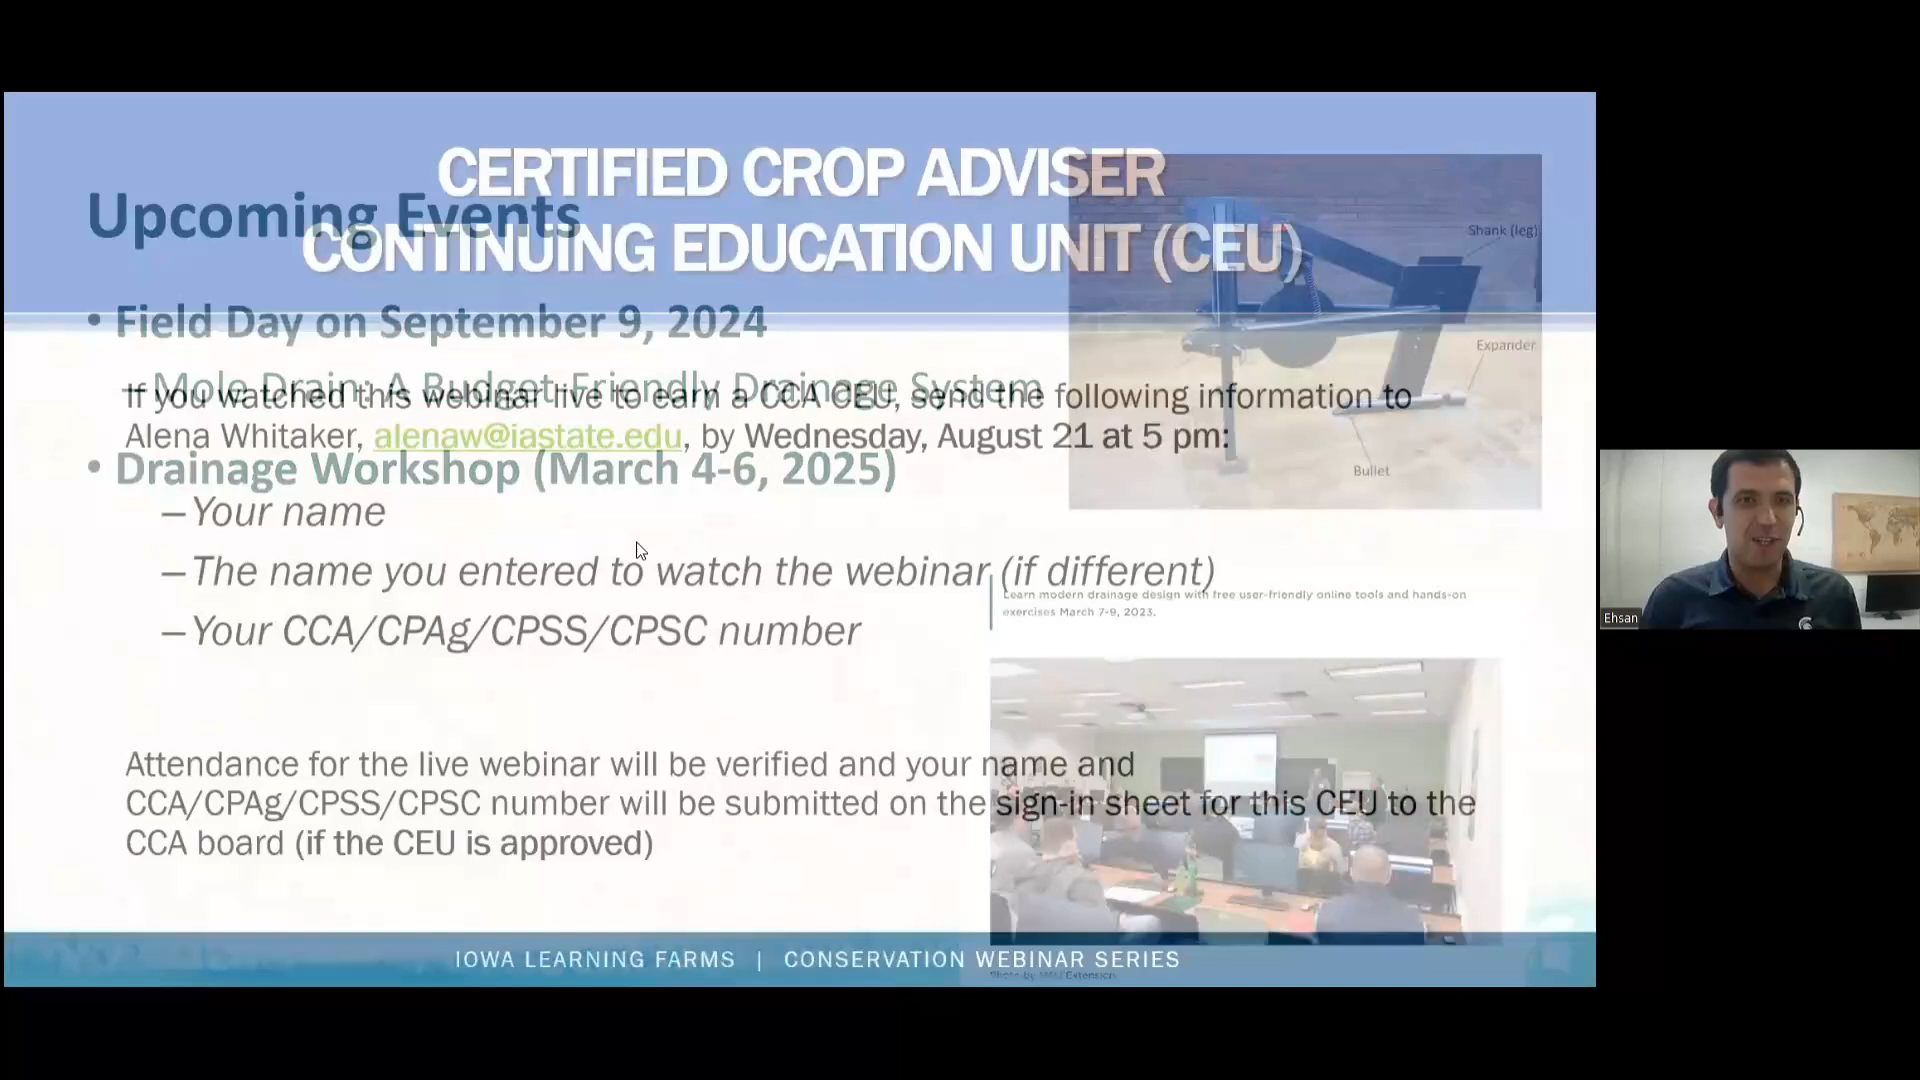 CERTIFIED CROP ADVISER
CONTINUING EDUCATION UNIT (CEU)
If you watched this webinar live to earn a CCA CEU, send the following information to
Alena Whitaker, alenaw@iastate.edu, by Wednesday, August 21 at 5 pm:
–Your name
–The name you entered to watch the webinar (if different)
–Your CCA/CPAg/CPSS/CPSC number
Attendance for the live webinar will be verified and your name and
CCA/CPAg/CPSS/CPSC number will be submitted on the sign-in sheet for this CEU to the
CCA board (if the CEU is approved)
IOWA LEARNING FARMS | CONSERVATION WEBINAR SERIES
Upcoming Events
• Field Day on September 9, 2024
– Mole Drain: A Budget-Friendly Drainage System
• Drainage Workshop (March 4-6, 2025)
Shank (leg)
Expander
Bullet
Learn modern drainage design with free user-friendly online tools and hands-on
exercises March 7-9, 2023.
Photo by MSU Extension
Ehsan